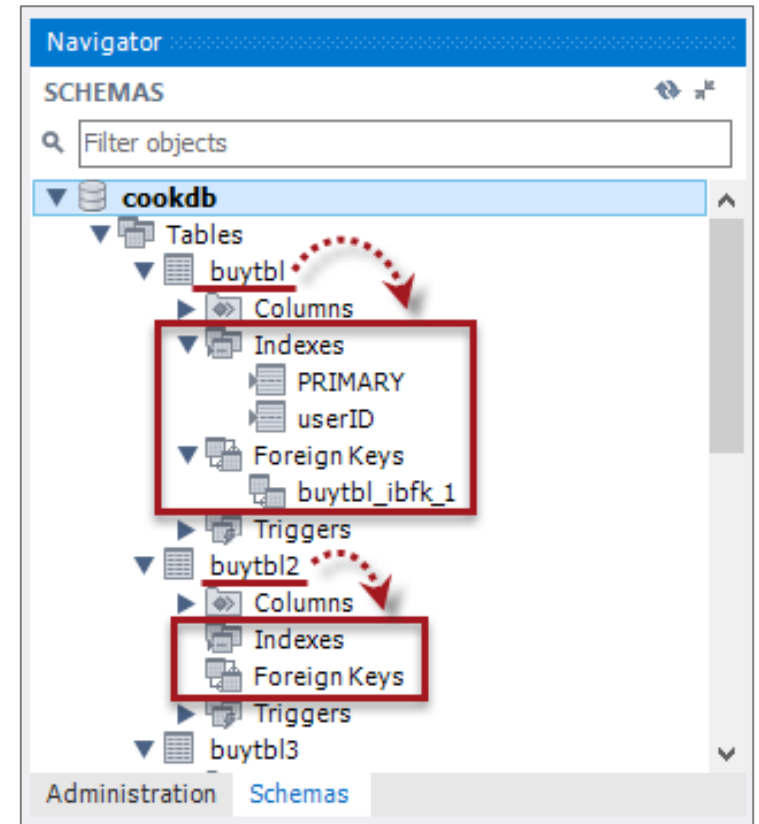 Navigator
SCHEMAS
Filter objects
cookdb
Tables
buytbl
Columns
Indexes
PRIMARY
userID
Foreign Keys
buytbl_ibfk_1
Triggers
buytbl2
Columns
Indexes
Foreign Keys
Triggers
buytbl3
Administration Schemas